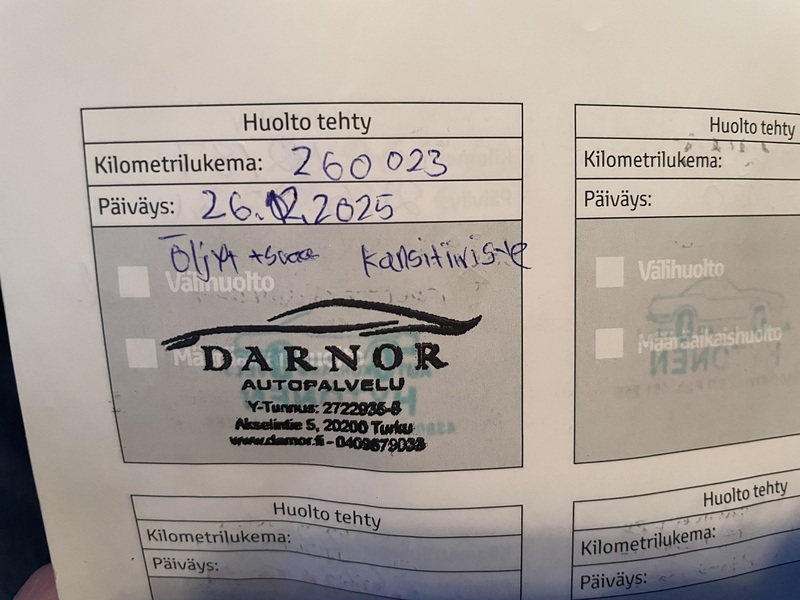 Huolto tehty
Kilometrilukema: 260 023
Päiväys: 26.12.2025
Öljyt + Kansitiiviste
Välihuolto
DARNOR
AUTOPALVELU
Y-Tunnus: 2722935-8
Akselintie 5, 20200 Turku
www.darnor.fi - 0409679033
Huolto tehty
Kilometrilukema:
Päiväys:
Välihuolto
Määräaikaishuolto
Huolto tehty
Kilometrilukema:
Päiväys:
Huolto tehty
Kilometrilukema:
Päiväys: